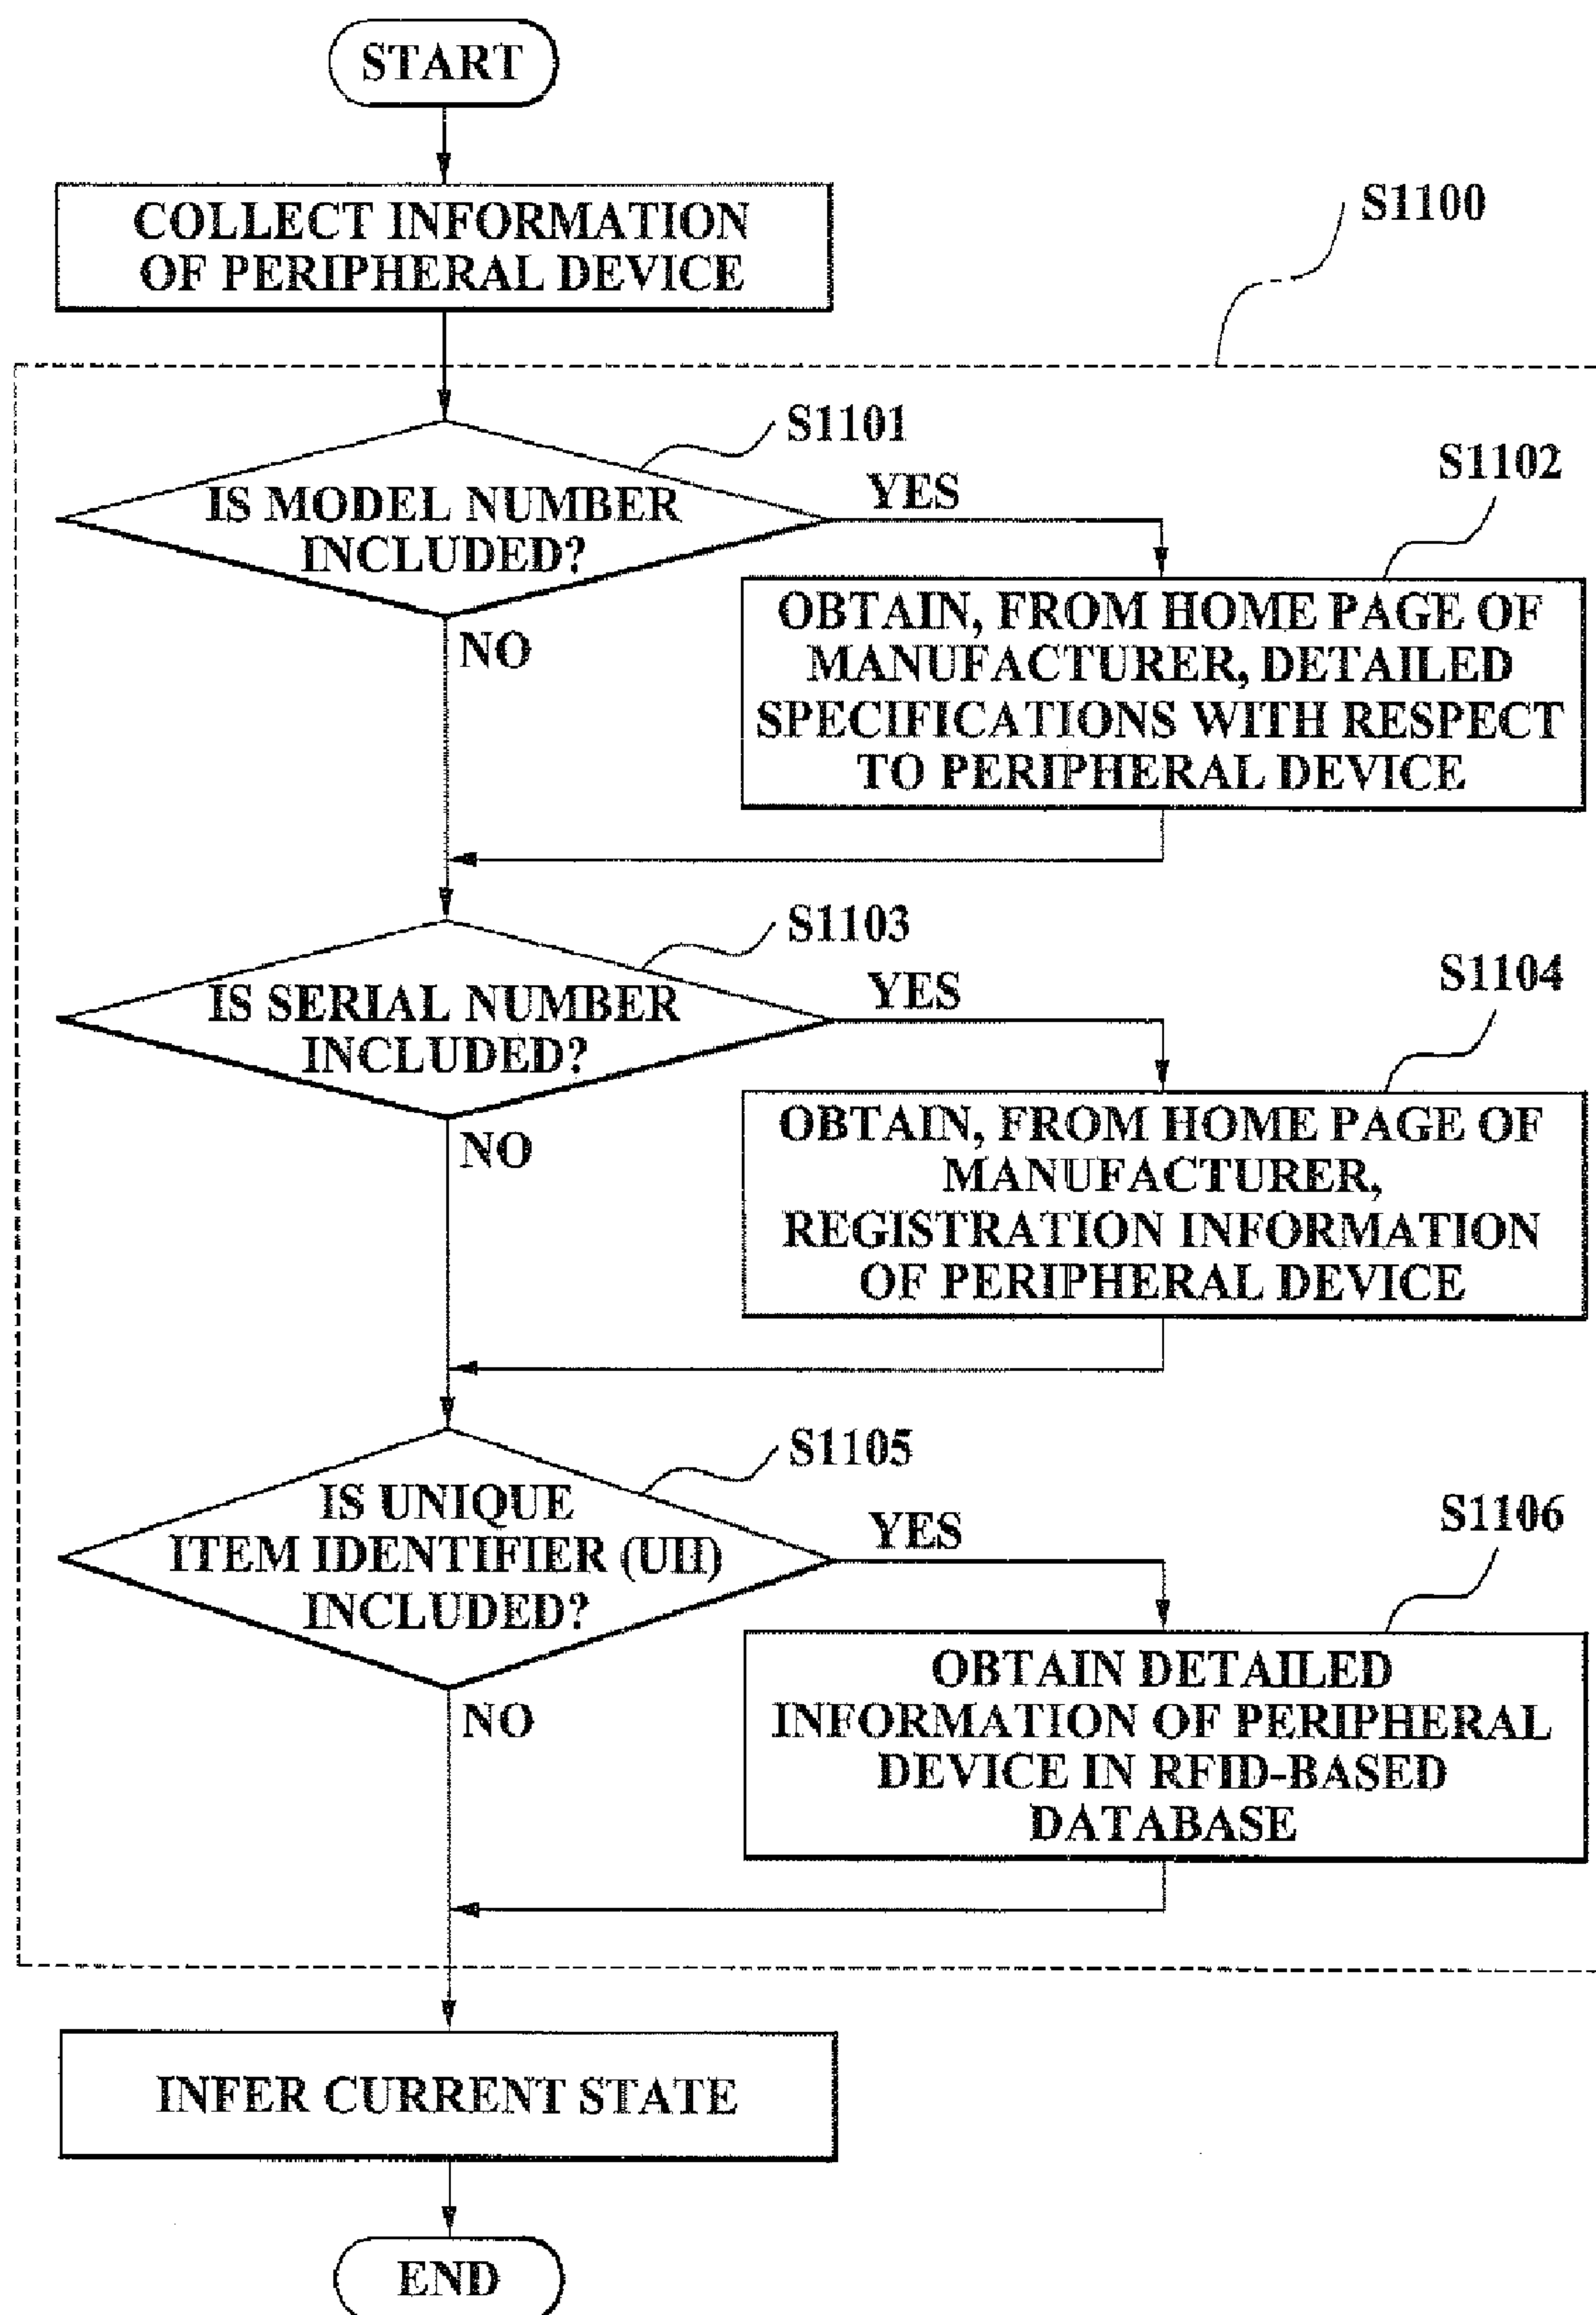 START
COLLECT INFORMATION
OF PERIPHERAL DEVICE
S1100
S1101
IS MODEL NUMBER
INCLUDED?
YES
NO
S1102
OBTAIN, FROM HOME PAGE OF
MANUFACTURER, DETAILED
SPECIFICATIONS WITH RESPECT
TO PERIPHERAL DEVICE
S1103
IS SERIAL NUMBER
INCLUDED?
YES
NO
S1104
OBTAIN, FROM HOME PAGE OF
MANUFACTURER,
REGISTRATION INFORMATION
OF PERIPHERAL DEVICE
S1105
IS UNIQUE
ITEM IDENTIFIER (UII)
INCLUDED?
YES
NO
S1106
OBTAIN DETAILED
INFORMATION OF PERIPHERAL
DEVICE IN RFID-BASED
DATABASE
INFER CURRENT STATE
END